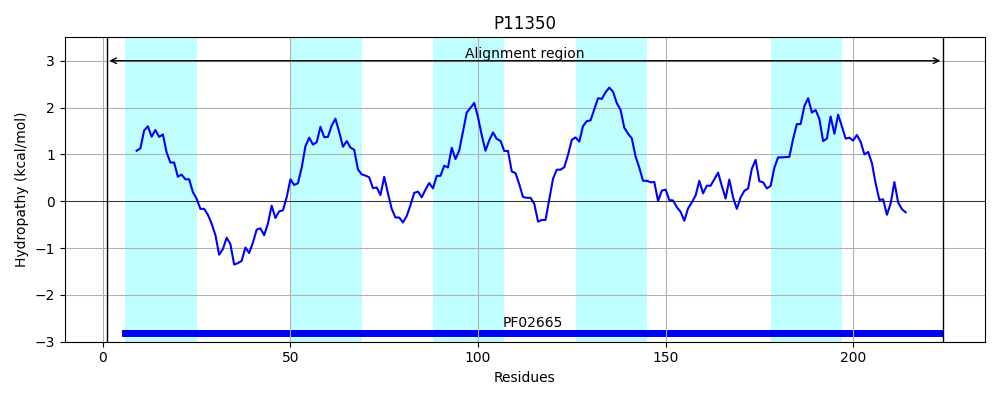 P11350
Hydropathy (kcal/mol)
3
2
1
0
−1
−2
−3
Alignment region
PF02665
0 50 100 150 200
Residues